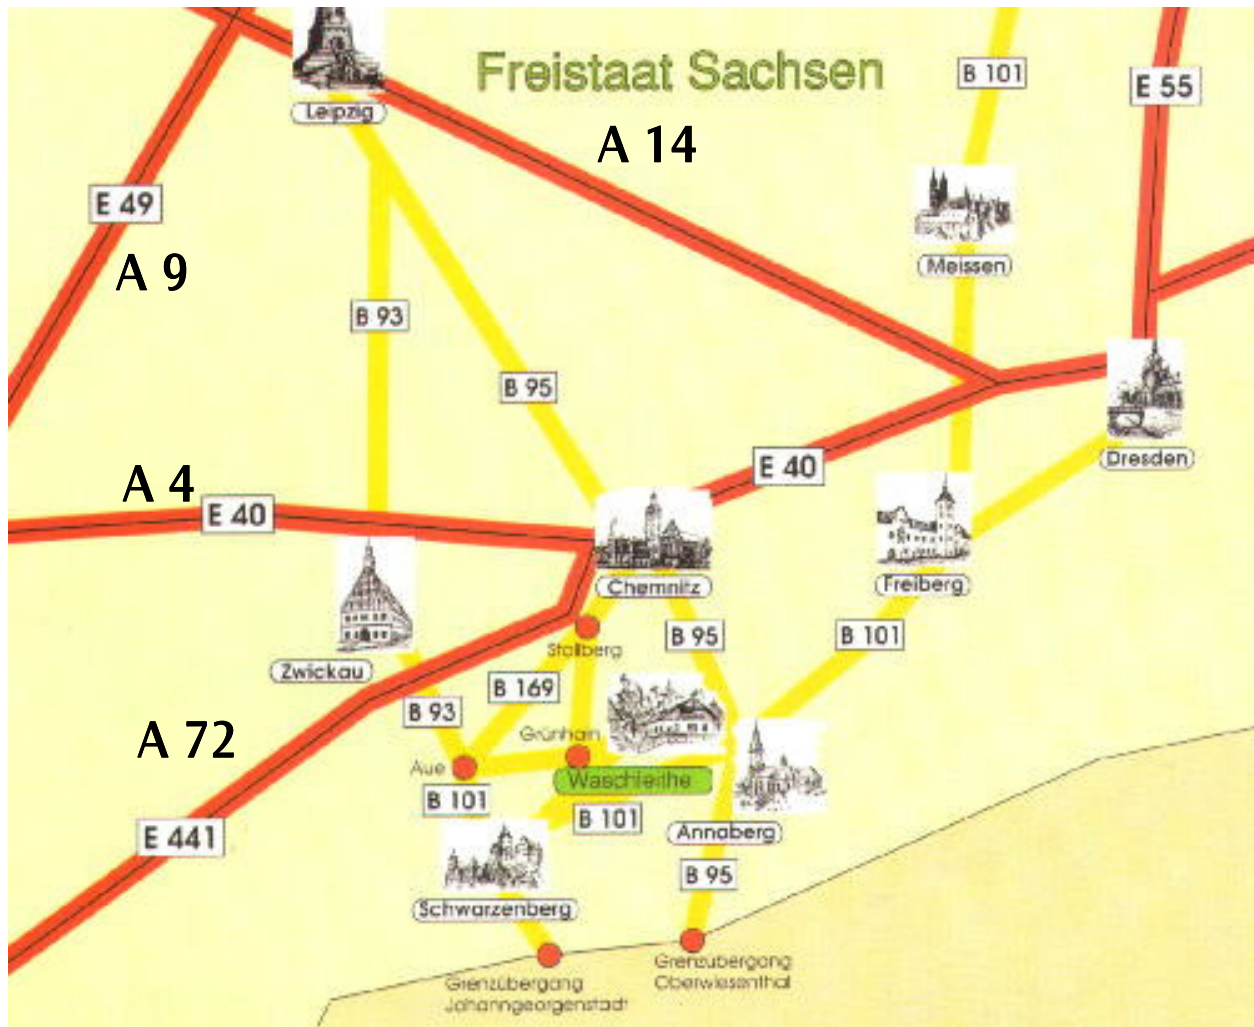 Freistaat Sachsen
B 101
E 55
Leipzig
A 14
E 49
A 9
Meissen
B 93
B 95
A 4
E 40
E 40
Dresden
Chemnitz
Freiberg
Zwickau
Stollberg
B 95
B 101
B 169
B 93
Grünhain
A 72
Aue
Waschleithe
B 101
B 101
Annaberg
E 441
B 95
Schwarzenberg
Grenzübergang
Oberwiesenthal
Grenzübergang
Johanngeorgenstadt